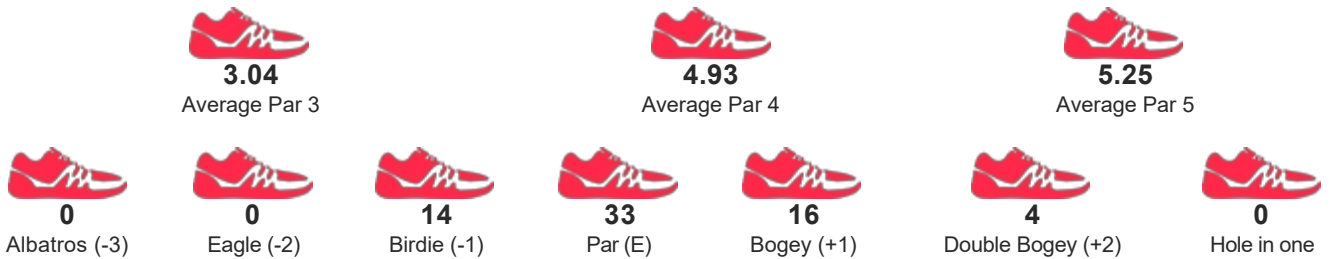 3.04 4.93 5.25
Average Par 3 Average Par 4 Average Par 5
0 0 14 33 16 4 0
Albatros (-3) Eagle (-2) Birdie (-1) Par (E) Bogey (+1) Double Bogey (+2) Hole in one